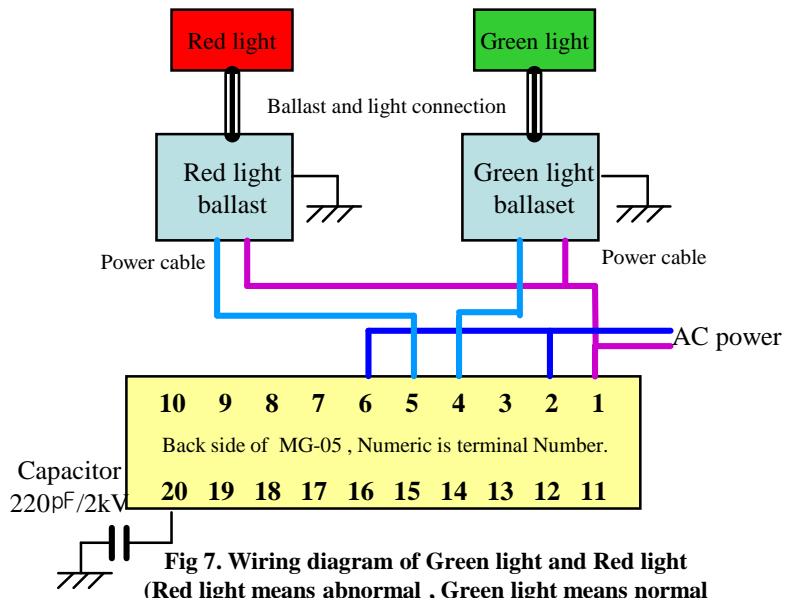 Red light
Green light
Ballast and light connection
Red light
ballast
Green light
ballaset
Power cable
Power cable
AC power
10 9 8 7 6 5 4 3 2 1
Back side of MG-05 , Numeric is terminal Number.
Capacitor
220pF/2kV
20 19 18 17 16 15 14 13 12 11
Fig 7. Wiring diagram of Green light and Red light
(Red light means abnormal , Green light means normal